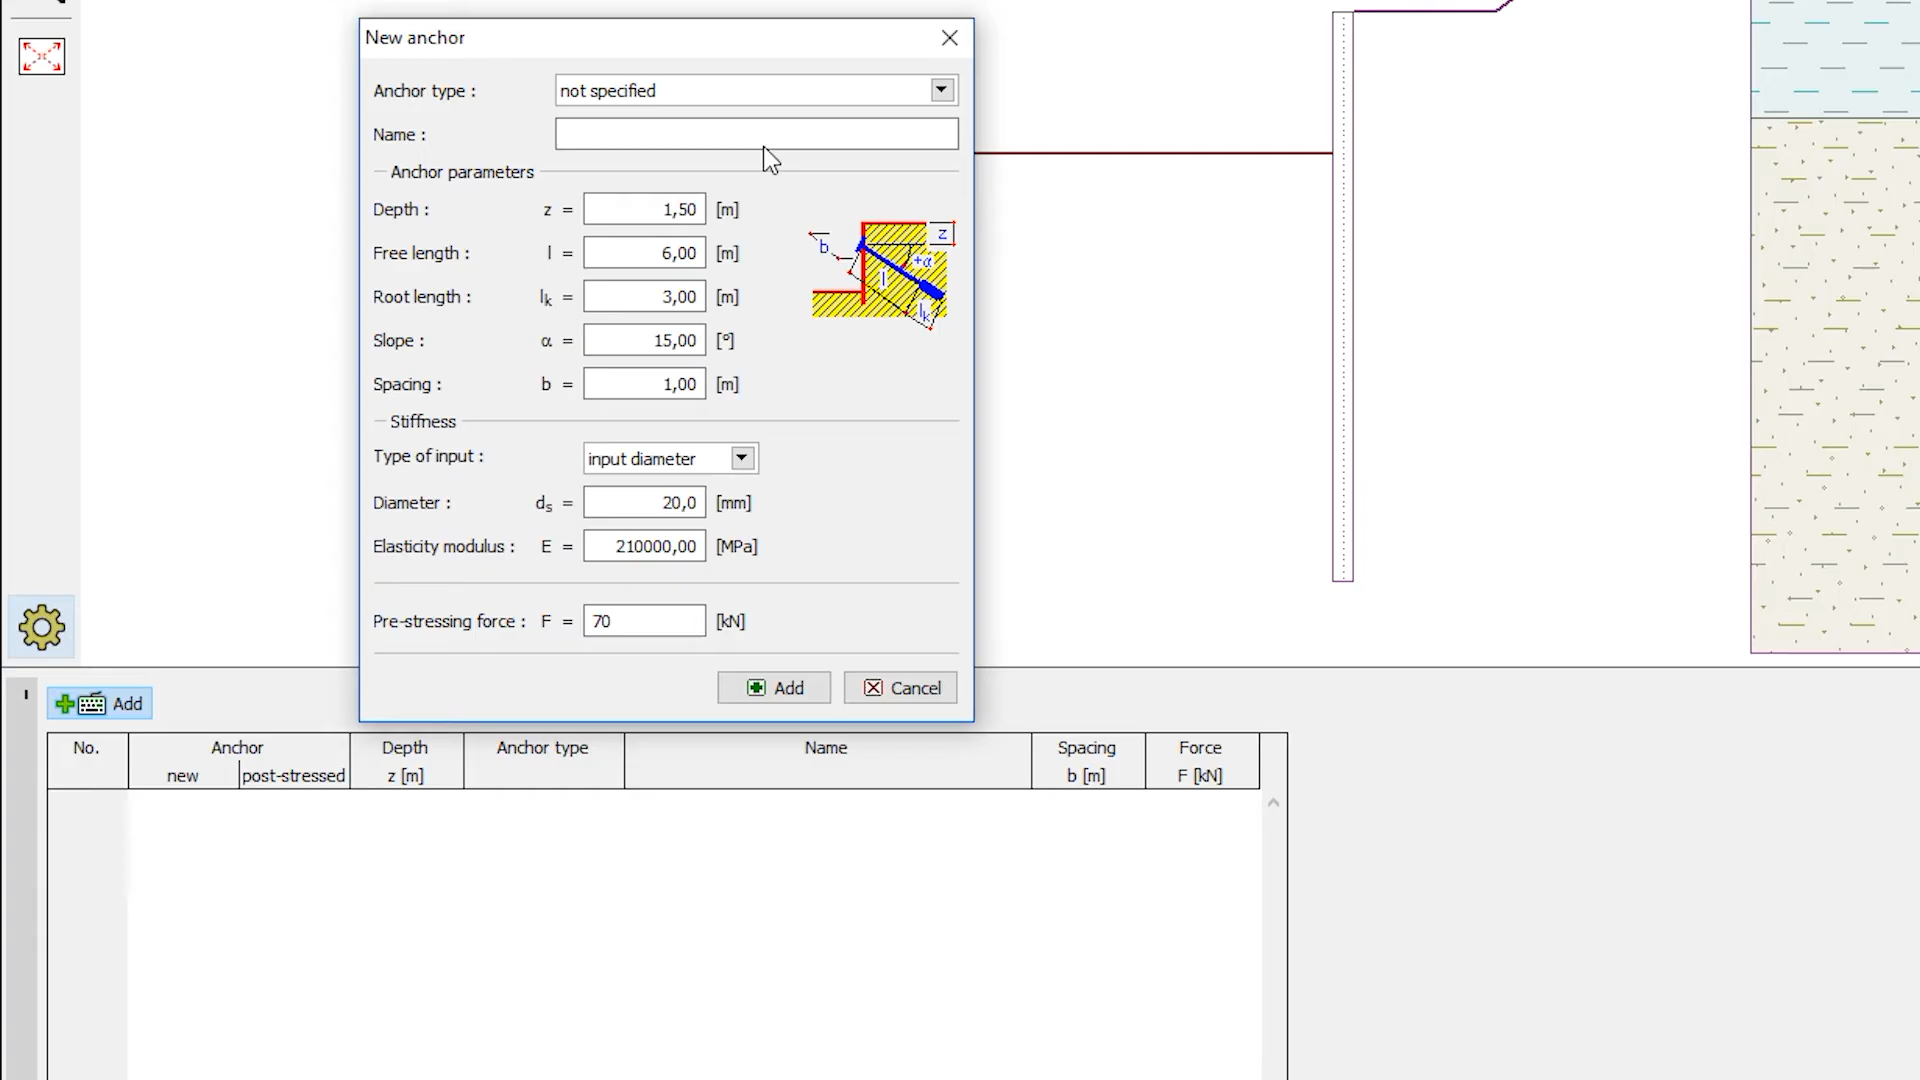 New anchor
Anchor type : not specified
Name :
Anchor parameters
Depth : z = 1,50 [m]
Free length : l = 6,00 [m]
Root length : lk = 3,00 [m]
Slope : α = 15,00 [°]
Spacing : b = 1,00 [m]
b z +α l lk
Stiffness
Type of input : input diameter
Diameter : ds = 20,0 [mm]
Elasticity modulus : E = 210000,00 [MPa]
Pre-stressing force : F = 70 [kN]
Add Cancel
Add
No. Anchor Depth Anchor type Name Spacing Force
new post-stressed z [m] b [m] F [kN]